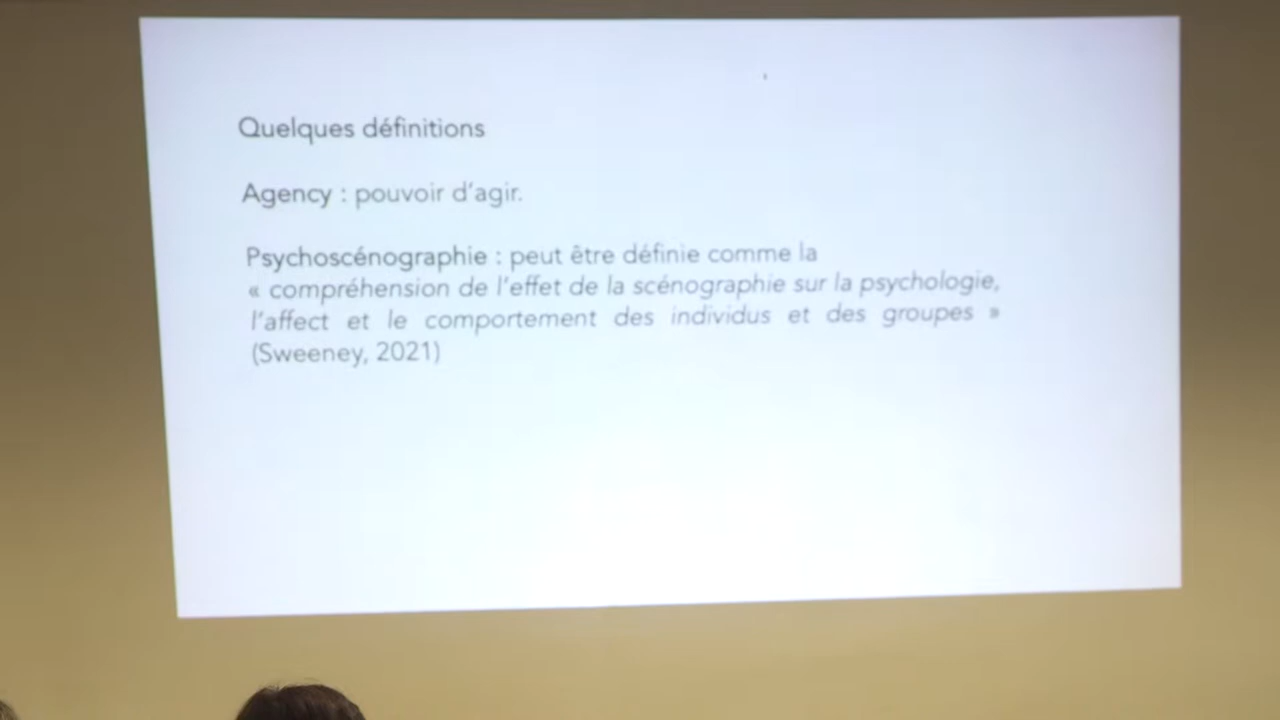 Quelques définitions
Agency : pouvoir d'agir.
Psychoscénographie : peut être définie comme la
« compréhension de l'effet de la scénographie sur la psychologie,
l'affect et le comportement des individus et des groupes »
(Sweeney, 2021)